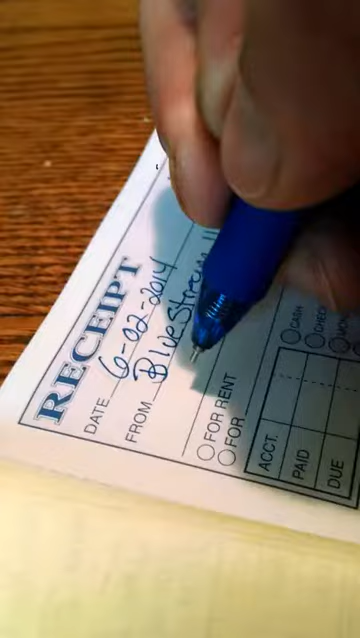 RECEIPT
DATE 6-02-2014
FROM BlueStream
FOR RENT
FOR
ACCT.
PAID
DUE
CASH